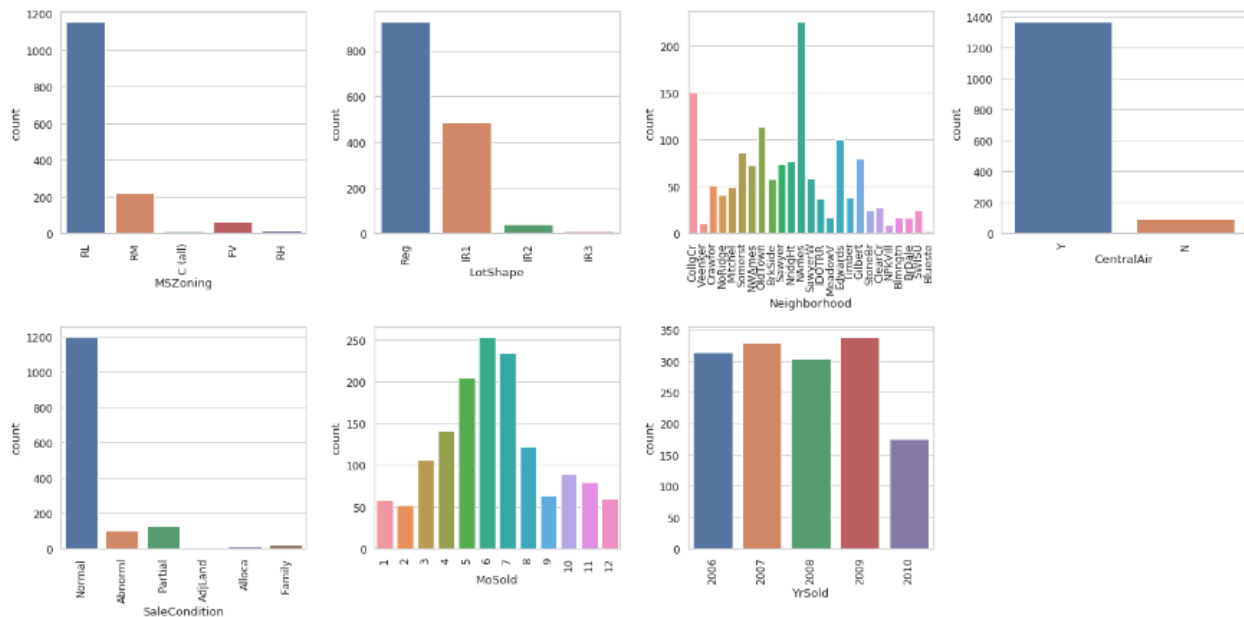 1200
1000
800
600
400
200
0
count
RL
RM
C (all)
FV
RH
MSZoning
800
600
400
200
0
count
Reg
IR1
IR2
IR3
LotShape
200
150
100
50
0
count
CollgCr
Veenker
Crawfor
NoRidge
Mitchel
Somerst
NWAmes
OldTown
BrkSide
Sawyer
NridgHt
NAmes
SawyerW
IDOTRR
MeadowV
Edwards
Timber
Gilbert
StoneBr
ClearCr
NPkVill
Blmngtn
BrDale
SWISU
Blueste
Neighborhood
1400
1200
1000
800
600
400
200
0
count
Y
N
CentralAir
1200
1000
800
600
400
200
0
count
Normal
Abnorml
Partial
AdjLand
Alloca
Family
SaleCondition
250
200
150
100
50
0
count
1
2
3
4
5
6
7
8
9
10
11
12
MoSold
350
300
250
200
150
100
50
0
count
2006
2007
2008
2009
2010
YrSold